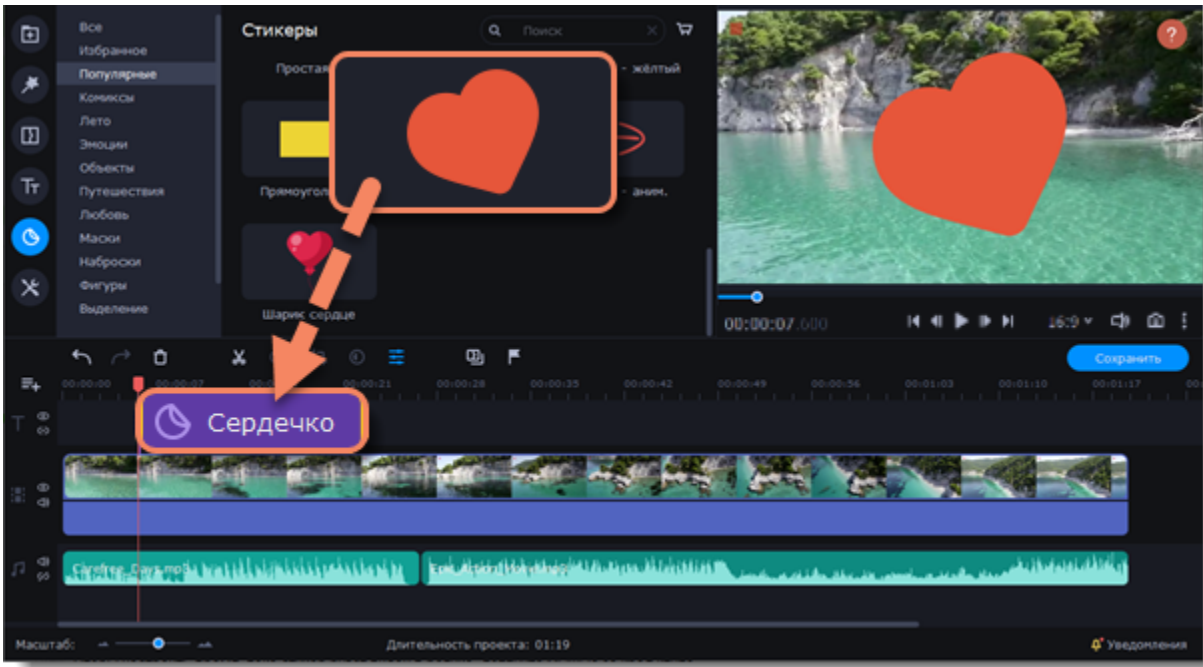 Все
Избранное
Популярные
Комиксы
Лето
Эмоции
Объекты
Путешествия
Любовь
Маски
Наброски
Фигуры
Выделение
Стикеры
Поиск
?
Простая
- жёлтый
Прямоугол
- аним.
Шарик сердце
00:00:07.600
16:9
Сохранить
00:00:00
00:00:07
00:00:21
00:00:28
00:00:35
00:00:42
00:00:49
00:00:56
00:01:03
00:01:10
00:01:17
Сердечко
Carefree_Days.mp3
Масштаб:
Длительность проекта: 01:19
Уведомления